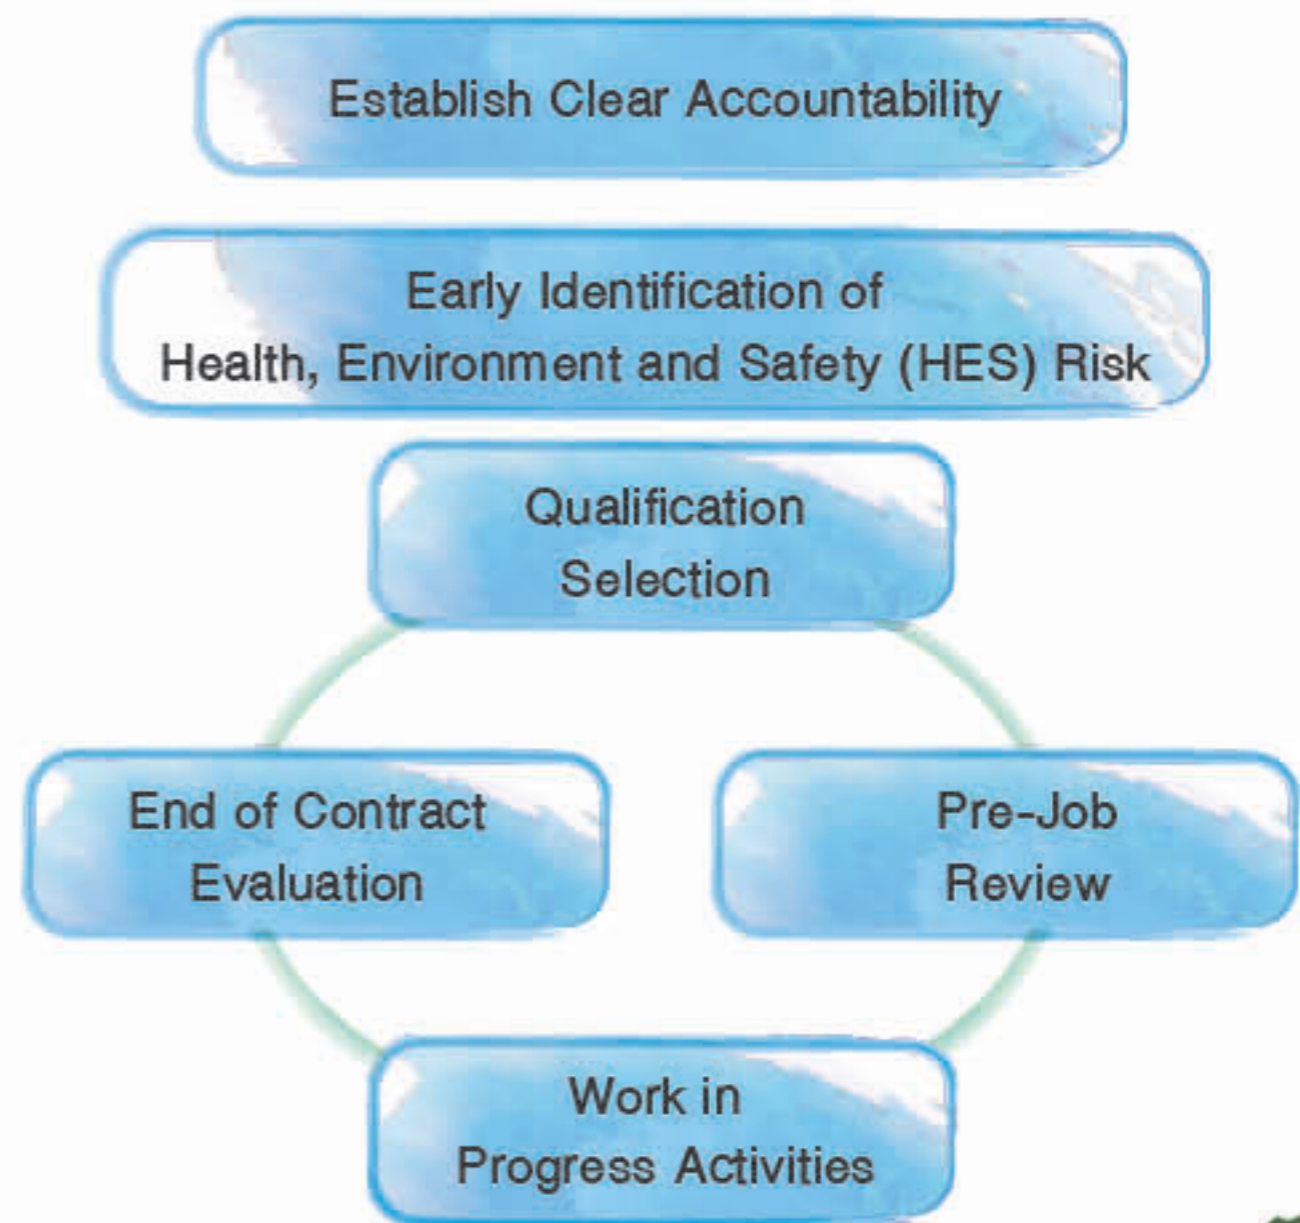 Establish Clear Accountability
Early Identification of
Health, Environment and Safety (HES) Risk
Qualification
Selection
End of Contract
Evaluation
Pre-Job
Review
Work in
Progress Activities